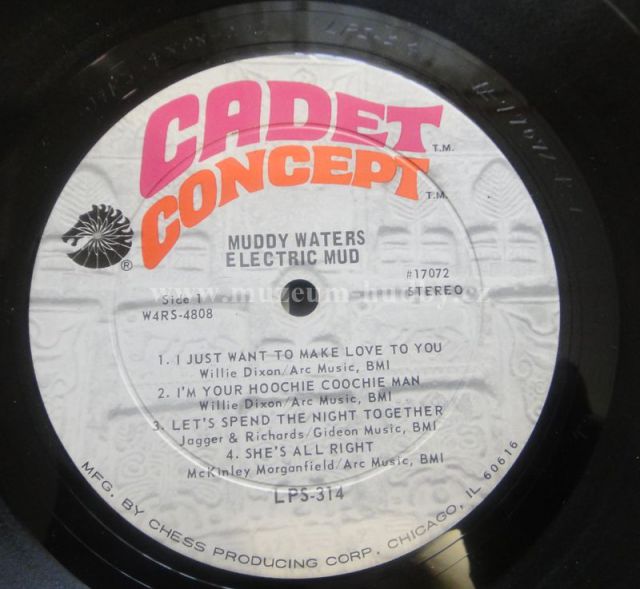 CADET T.M.
CONCEPT T.M.
®
MUDDY WATERS
ELECTRIC MUD
#17072
Side 1 STEREO
W4RS-4808
www.muzeum-hudby.cz
1. I JUST WANT TO MAKE LOVE TO YOU
Willie Dixon/Arc Music, BMI
2. I'M YOUR HOOCHIE COOCHIE MAN
Willie Dixon/Arc Music, BMI
3. LET'S SPEND THE NIGHT TOGETHER
Jagger & Richards/Gideon Music, BMI
4. SHE'S ALL RIGHT
McKinley Morganfield/Arc Music, BMI
LPS-314
MFG. BY CHESS PRODUCING CORP. CHICAGO, IL 60616